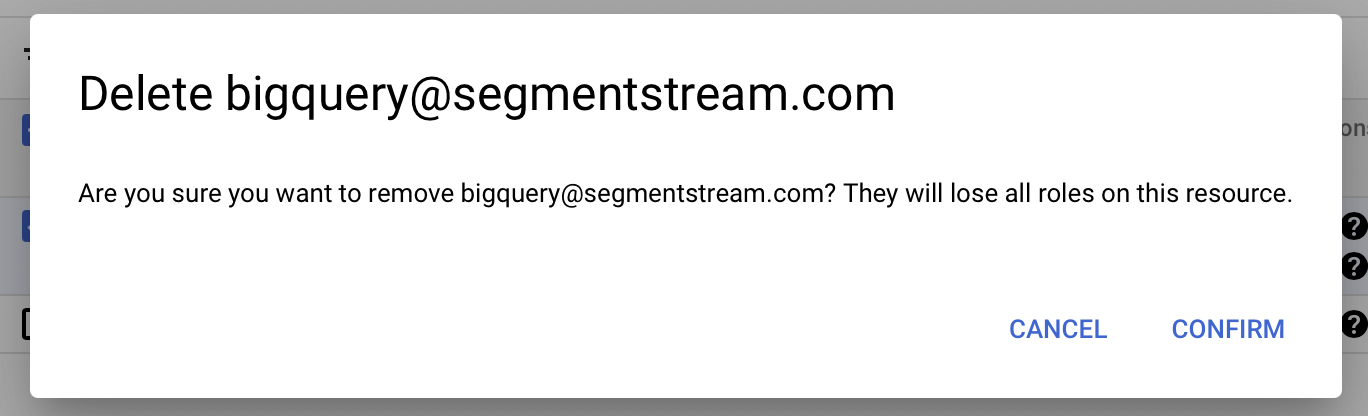 Delete bigquery@segmentstream.com
Are you sure you want to remove bigquery@segmentstream.com? They will lose all roles on this resource.
CANCEL CONFIRM